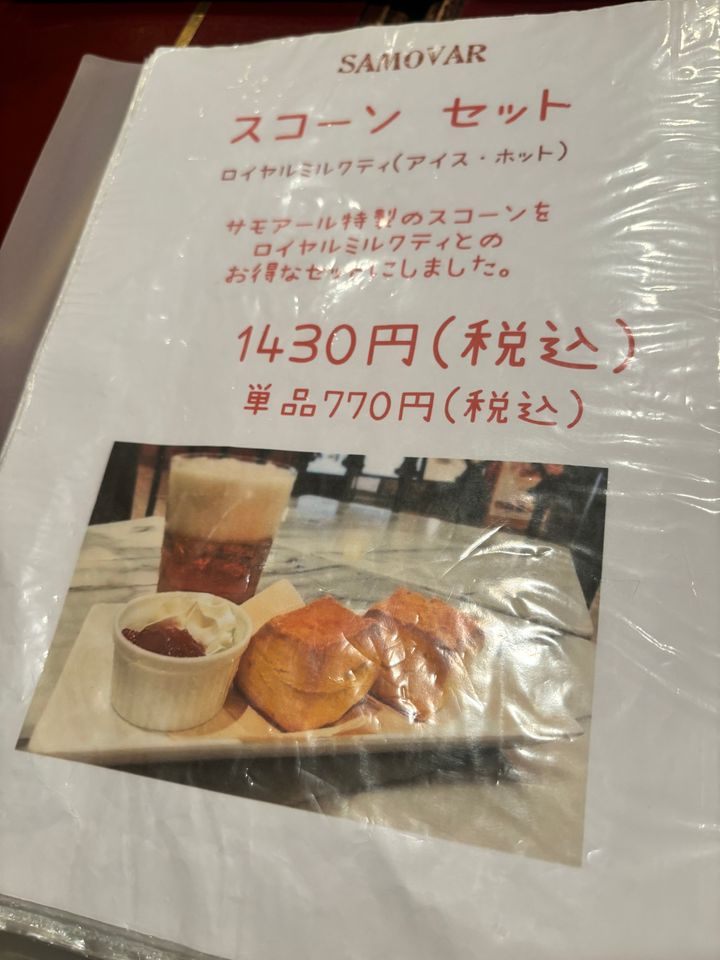 SAMOVAR
スコーン セット
ロイヤルミルクティ(アイス・ホット)
サモアール特製のスコーンを
ロイヤルミルクティとの
お得なセットにしました。
1430円(税込)
単品770円(税込)